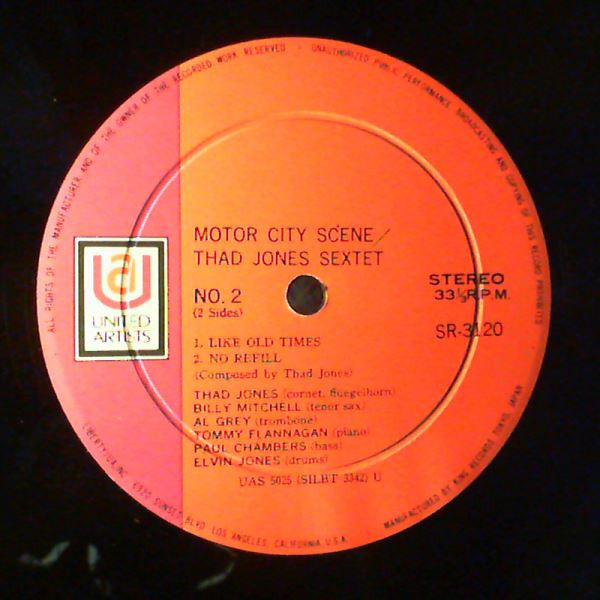 ALL RIGHTS OF THE MANUFACTURER AND OF THE OWNER OF THE RECORDED WORK RESERVED • UNAUTHORIZED PUBLIC PERFORMANCE BROADCASTING AND COPYING OF THIS RECORD PROHIBITED
MOTOR CITY SCENE/
THAD JONES SEXTET
UA
UNITED
ARTISTS
NO. 2
(2 Sides)
STEREO
33⅓R.P.M.
SR-3120
1. LIKE OLD TIMES
2. NO REFILL
(Composed by Thad Jones)
THAD JONES (cornet, fluegelhorn)
BILLY MITCHELL (tenor sax)
AL GREY (trombone)
TOMMY FLANNAGAN (piano)
PAUL CHAMBERS (bass)
ELVIN JONES (drums)
UAS 5025 (SILBT 3342) U
LIBERTY/UA, INC. 6920 SUNSET BLVD. LOS ANGELES, CALIFORNIA U.S.A. • MANUFACTURED BY KING RECORDS TOKYO, JAPAN